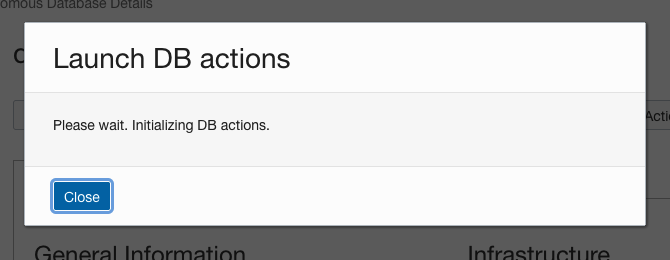 omous Database Details
Launch DB actions
Please wait. Initializing DB actions.
Acti
Close
General Information
Infrastructure